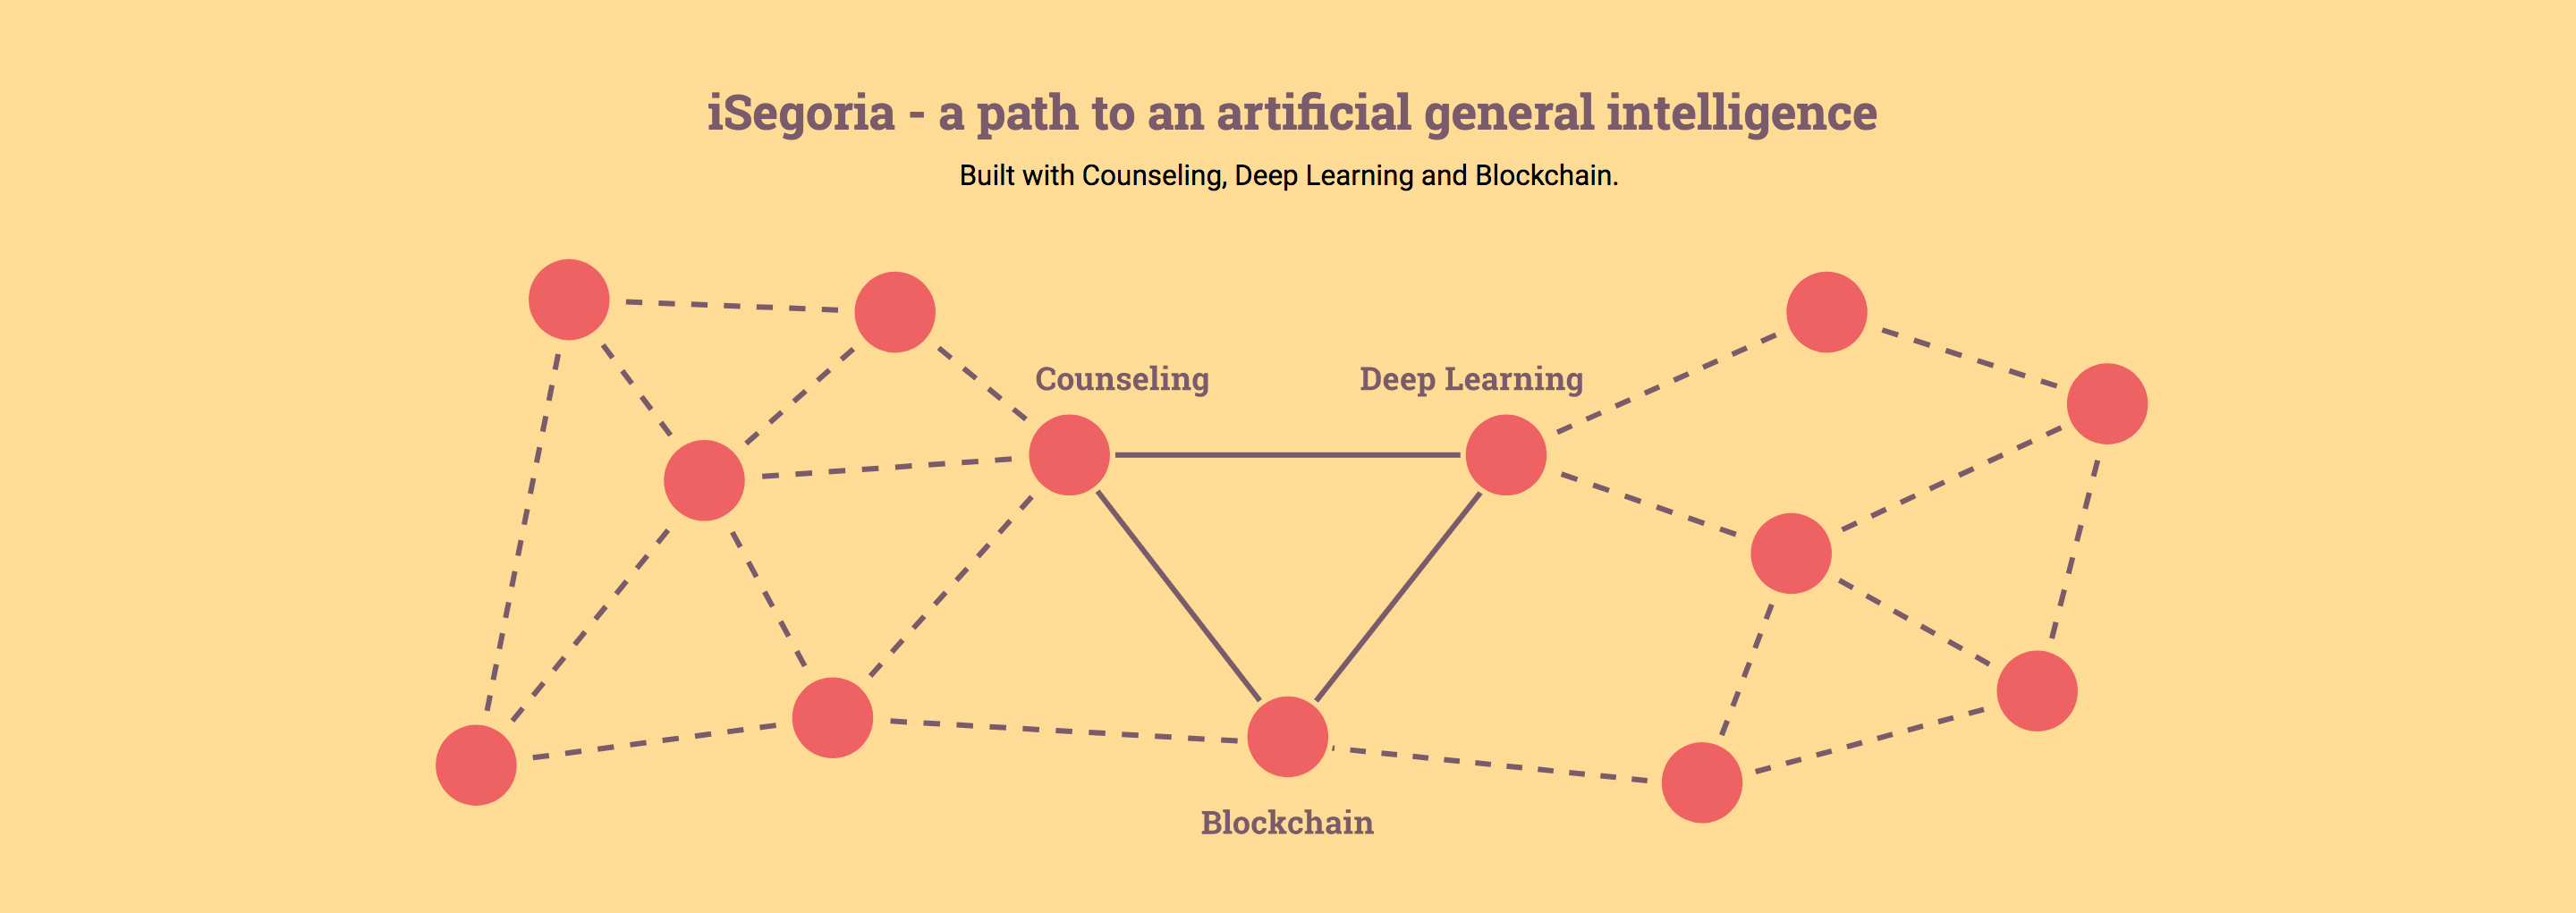 iSegoria - a path to an artificial general intelligence
Built with Counseling, Deep Learning and Blockchain.
Counseling
Deep Learning
Blockchain